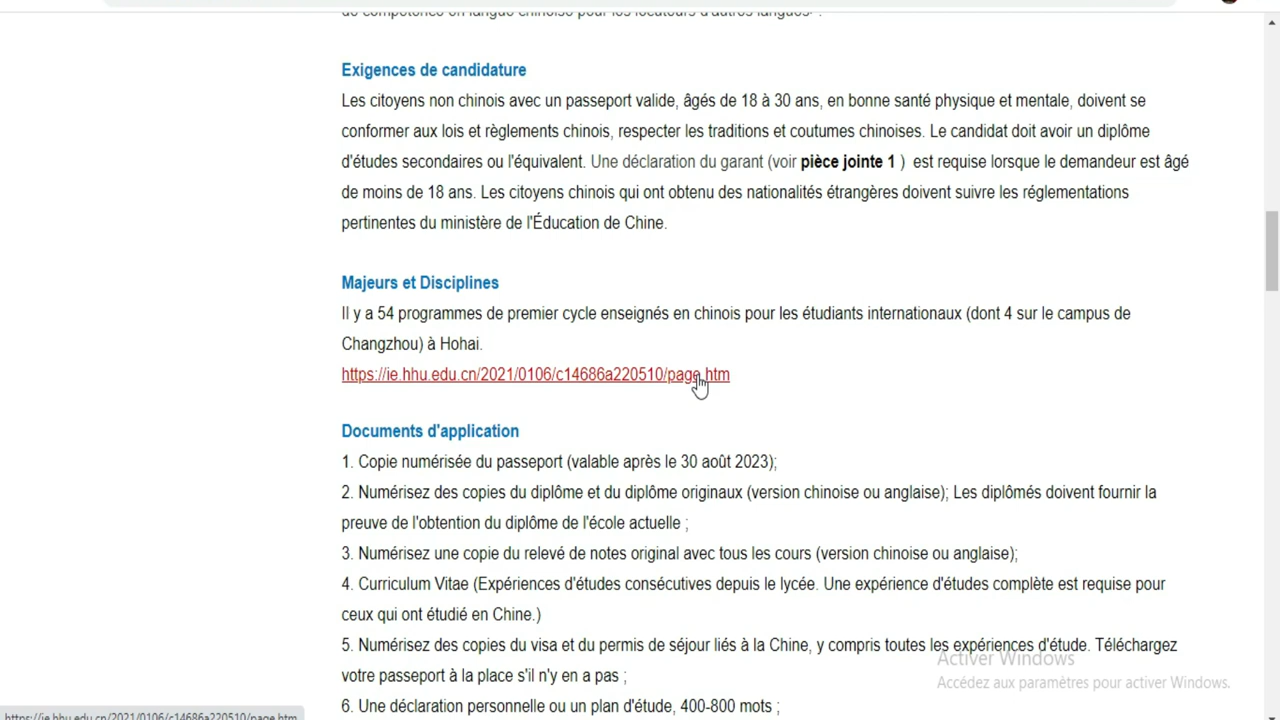 de compétence en langue chinoise pour les locuteurs d'autres langues
Exigences de candidature
Les citoyens non chinois avec un passeport valide, âgés de 18 à 30 ans, en bonne santé physique et mentale, doivent se
conformer aux lois et règlements chinois, respecter les traditions et coutumes chinoises. Le candidat doit avoir un diplôme
d'études secondaires ou l'équivalent. Une déclaration du garant (voir pièce jointe 1 ) est requise lorsque le demandeur est âgé
de moins de 18 ans. Les citoyens chinois qui ont obtenu des nationalités étrangères doivent suivre les réglementations
pertinentes du ministère de l'Éducation de Chine.
Majeurs et Disciplines
Il y a 54 programmes de premier cycle enseignés en chinois pour les étudiants internationaux (dont 4 sur le campus de
Changzhou) à Hohai.
https://ie.hhu.edu.cn/2021/0106/c14686a220510/page.htm
Documents d'application
1. Copie numérisée du passeport (valable après le 30 août 2023);
2. Numérisez des copies du diplôme et du diplôme originaux (version chinoise ou anglaise); Les diplômés doivent fournir la
preuve de l'obtention du diplôme de l'école actuelle ;
3. Numérisez une copie du relevé de notes original avec tous les cours (version chinoise ou anglaise);
4. Curriculum Vitae (Expériences d'études consécutives depuis le lycée. Une expérience d'études complète est requise pour
ceux qui ont étudié en Chine.)
5. Numérisez des copies du visa et du permis de séjour liés à la Chine, y compris toutes les expériences d'étude. Téléchargez
votre passeport à la place s'il n'y en a pas ;
6. Une déclaration personnelle ou un plan d'étude, 400-800 mots ;
Activer Windows
Accédez aux paramètres pour activer Windows.
https://ie.hhu.edu.cn/2021/0106/c14686a220510/page.htm